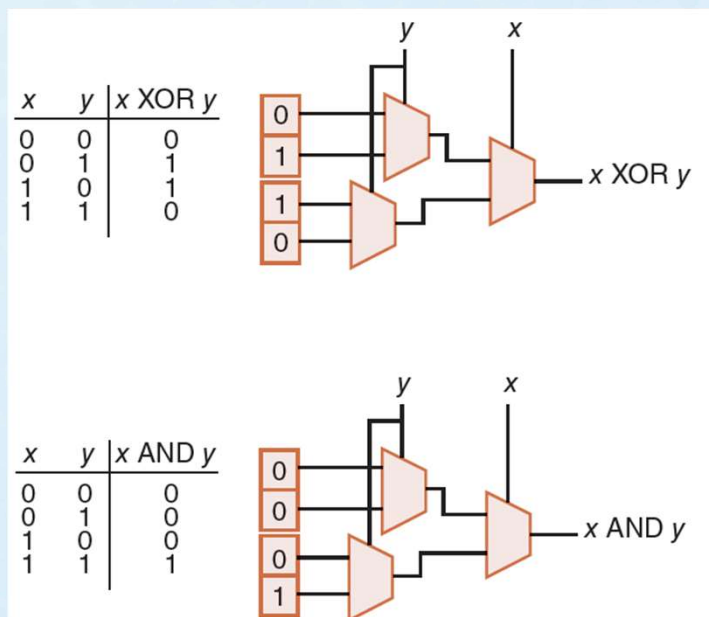 x y x XOR y
0 0 0
0 1 1
1 0 1
1 1 0
y x
0
1
1
0
x XOR y
x y x AND y
0 0 0
0 1 0
1 0 0
1 1 1
y x
0
0
0
1
x AND y